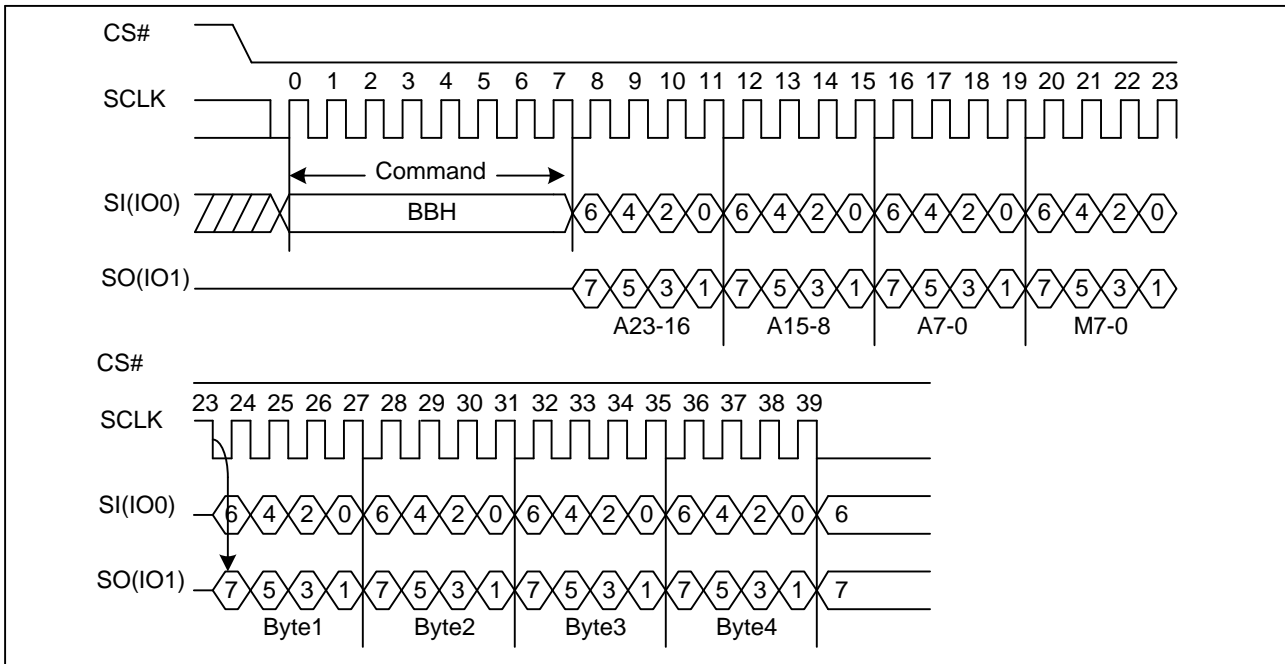 CS#
0 1 2 3 4 5 6 7 8 9 10 11 12 13 14 15 16 17 18 19 20 21 22 23
SCLK
Command
SI(IO0) BBH 6 4 2 0 6 4 2 0 6 4 2 0 6 4 2 0
SO(IO1) 7 5 3 1 7 5 3 1 7 5 3 1 7 5 3 1
A23-16 A15-8 A7-0 M7-0
CS#
23 24 25 26 27 28 29 30 31 32 33 34 35 36 37 38 39
SCLK
SI(IO0) 6 4 2 0 6 4 2 0 6 4 2 0 6 4 2 0 6
SO(IO1) 7 5 3 1 7 5 3 1 7 5 3 1 7 5 3 1 7
Byte1 Byte2 Byte3 Byte4